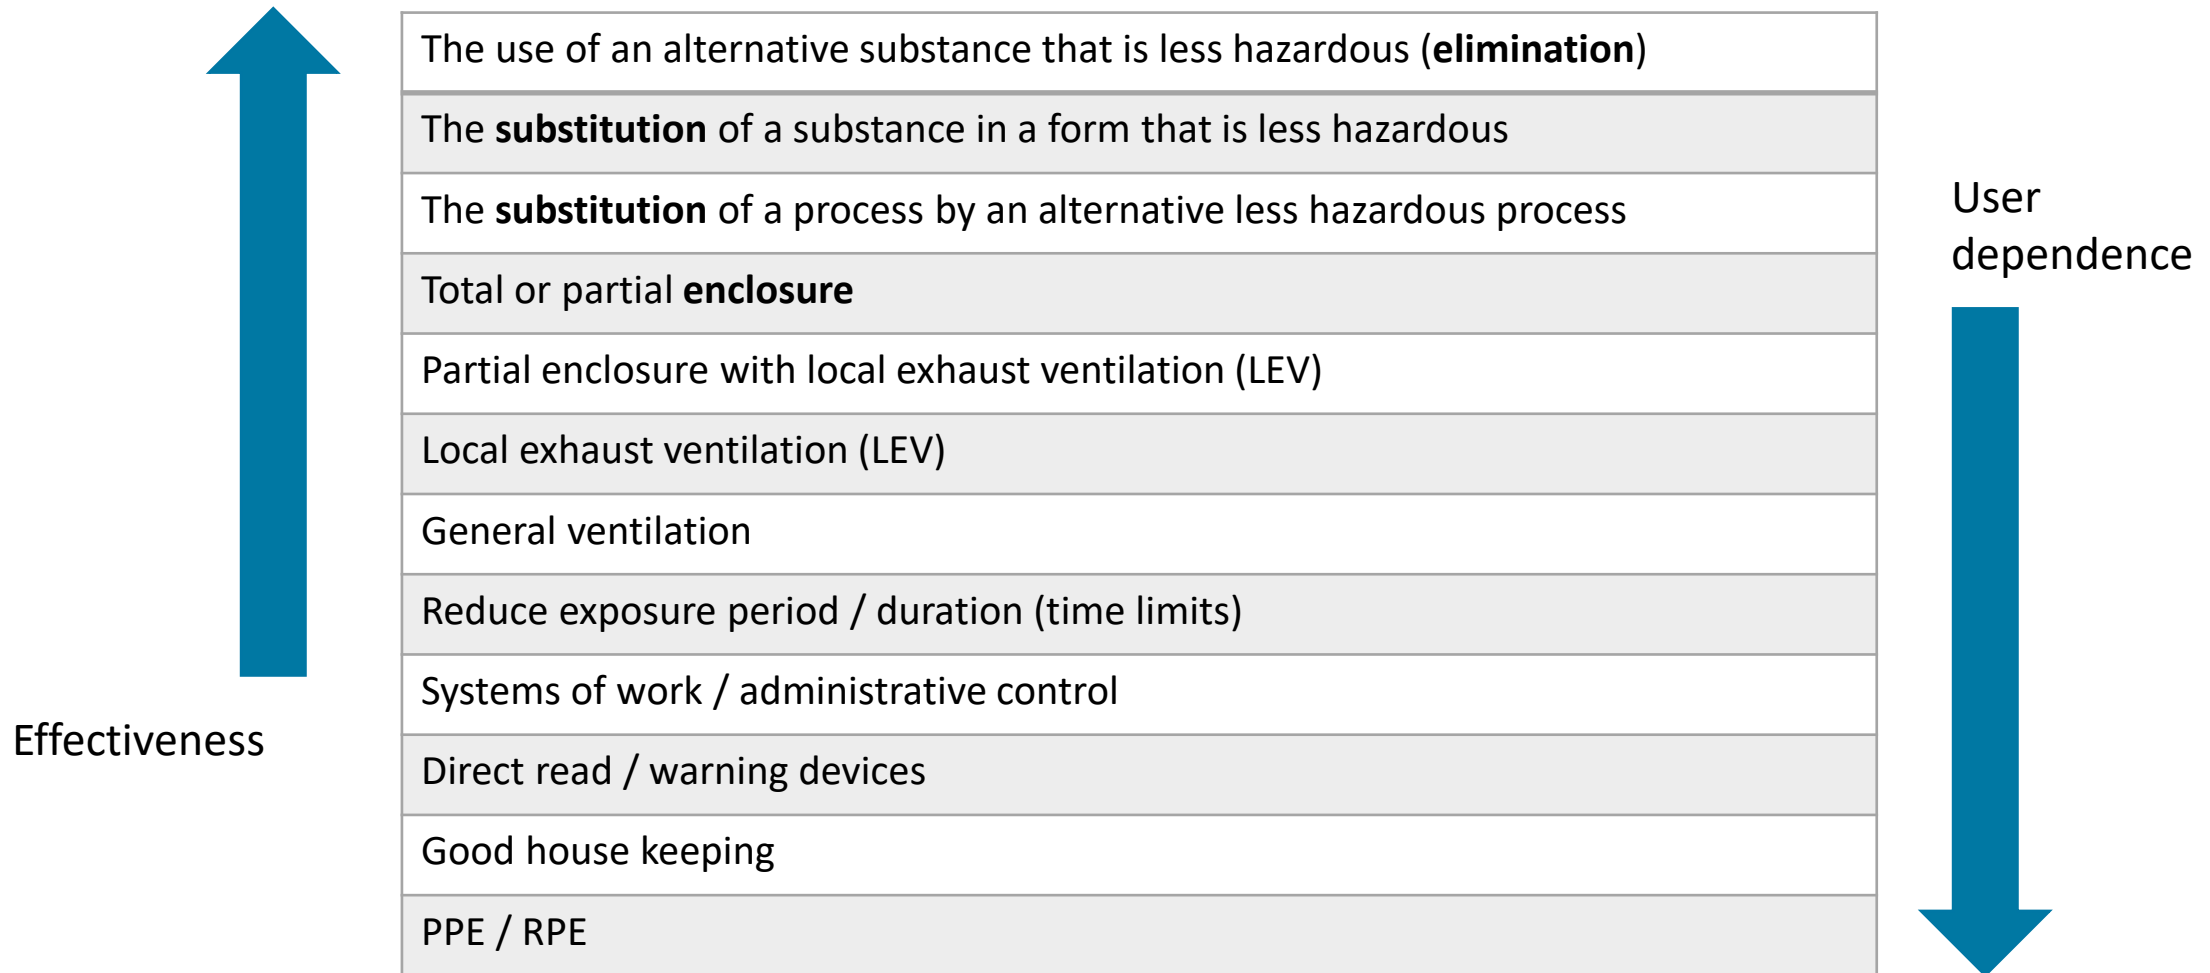 The use of an alternative substance that is less hazardous (elimination)
The substitution of a substance in a form that is less hazardous
The substitution of a process by an alternative less hazardous process
Total or partial enclosure
Partial enclosure with local exhaust ventilation (LEV)
Local exhaust ventilation (LEV)
General ventilation
Reduce exposure period / duration (time limits)
Systems of work / administrative control
Direct read / warning devices
Good house keeping
PPE / RPE
Effectiveness
User
dependence